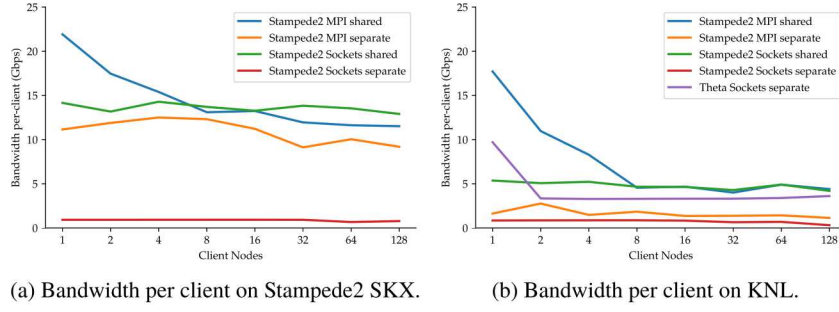 Stampede2 MPI shared
Stampede2 MPI separate
Stampede2 Sockets shared
Stampede2 Sockets separate
25
20
15
10
5
0
Bandwidth per-client (Gbps)
1 2 4 8 16 32 64 128
Client Nodes
(a) Bandwidth per client on Stampede2 SKX.
Stampede2 MPI shared
Stampede2 MPI separate
Stampede2 Sockets shared
Stampede2 Sockets separate
Theta Sockets separate
25
20
15
10
5
0
Bandwidth per-client (Gbps)
1 2 4 8 16 32 64 128
Client Nodes
(b) Bandwidth per client on KNL.